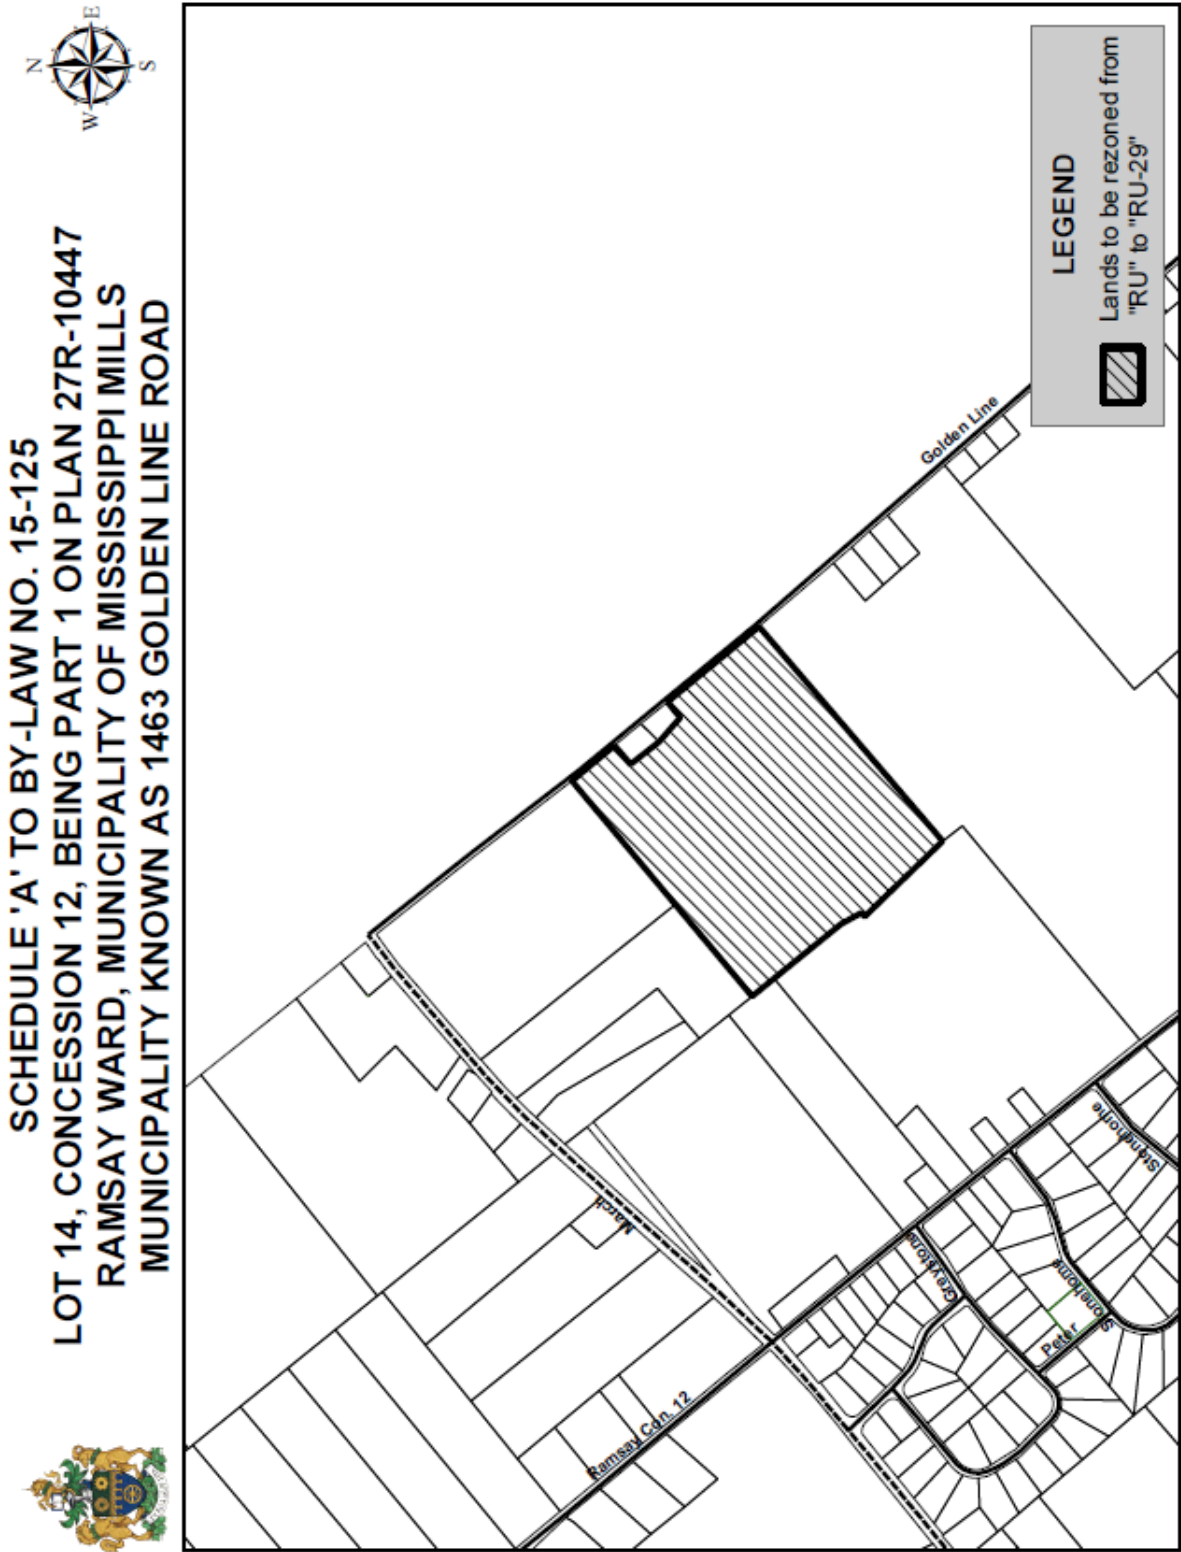 SCHEDULE 'A' TO BY-LAW NO. 15-125
LOT 14, CONCESSION 12, BEING PART 1 ON PLAN 27R-10447
RAMSAY WARD, MUNICIPALITY OF MISSISSIPPI MILLS
MUNICIPALITY KNOWN AS 1463 GOLDEN LINE ROAD
N
E
S
W
Golden Line
March
Ramsay Con. 12
Greystone
Stonehome
Peter
Stonehome
LEGEND
Lands to be rezoned from
"RU" to "RU-29"